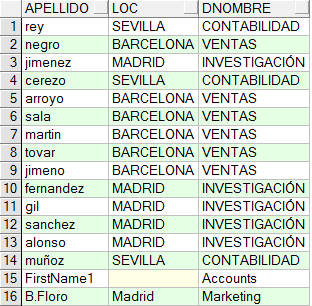 APELLIDO LOC DNOMBRE
1 rey SEVILLA CONTABILIDAD
2 negro BARCELONA VENTAS
3 jimenez MADRID INVESTIGACIÓN
4 cerezo SEVILLA CONTABILIDAD
5 arroyo BARCELONA VENTAS
6 sala BARCELONA VENTAS
7 martin BARCELONA VENTAS
8 tovar BARCELONA VENTAS
9 jimeno BARCELONA VENTAS
10 fernandez MADRID INVESTIGACIÓN
11 gil MADRID INVESTIGACIÓN
12 sanchez MADRID INVESTIGACIÓN
13 alonso MADRID INVESTIGACIÓN
14 muñoz SEVILLA CONTABILIDAD
15 FirstName1 Accounts
16 B.Floro Madrid Marketing